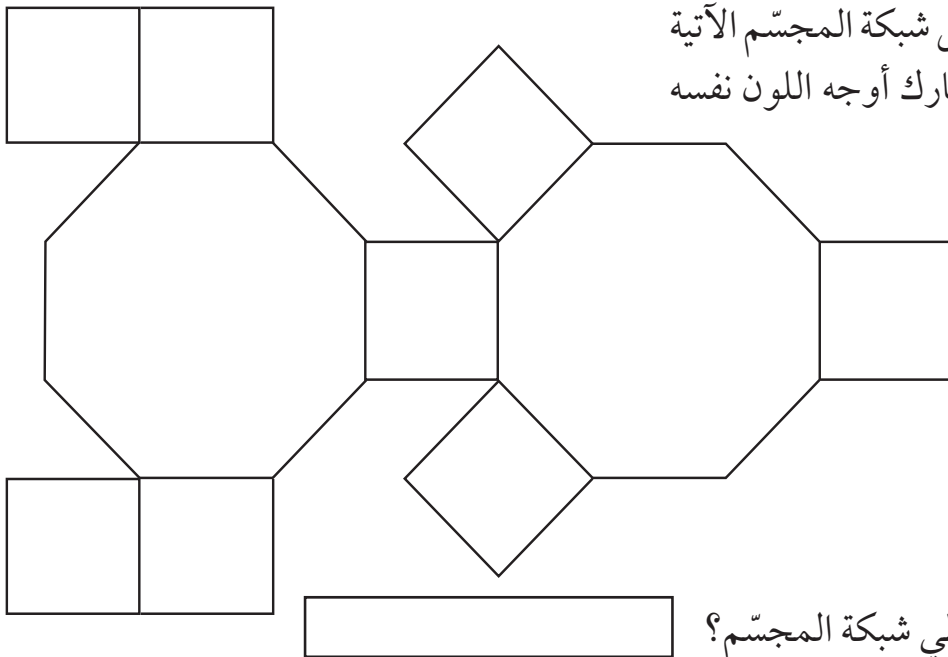 شبكة المجسّم الآتية
أوجه اللون نفسه
شبكة المجسّم؟